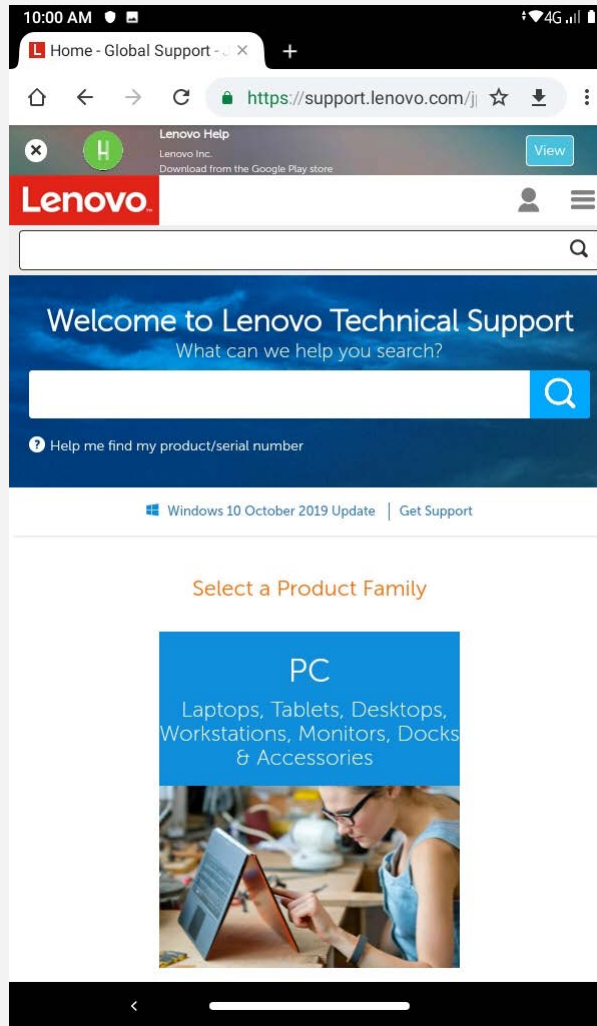 10:00 AM
4G
L Home - Global Support -
https://support.lenovo.com/j
H
Lenovo Help
Lenovo Inc.
Download from the Google Play store
View
Lenovo
Welcome to Lenovo Technical Support
What can we help you search?
? Help me find my product/serial number
Windows 10 October 2019 Update | Get Support
Select a Product Family
PC
Laptops, Tablets, Desktops,
Workstations, Monitors, Docks
& Accessories